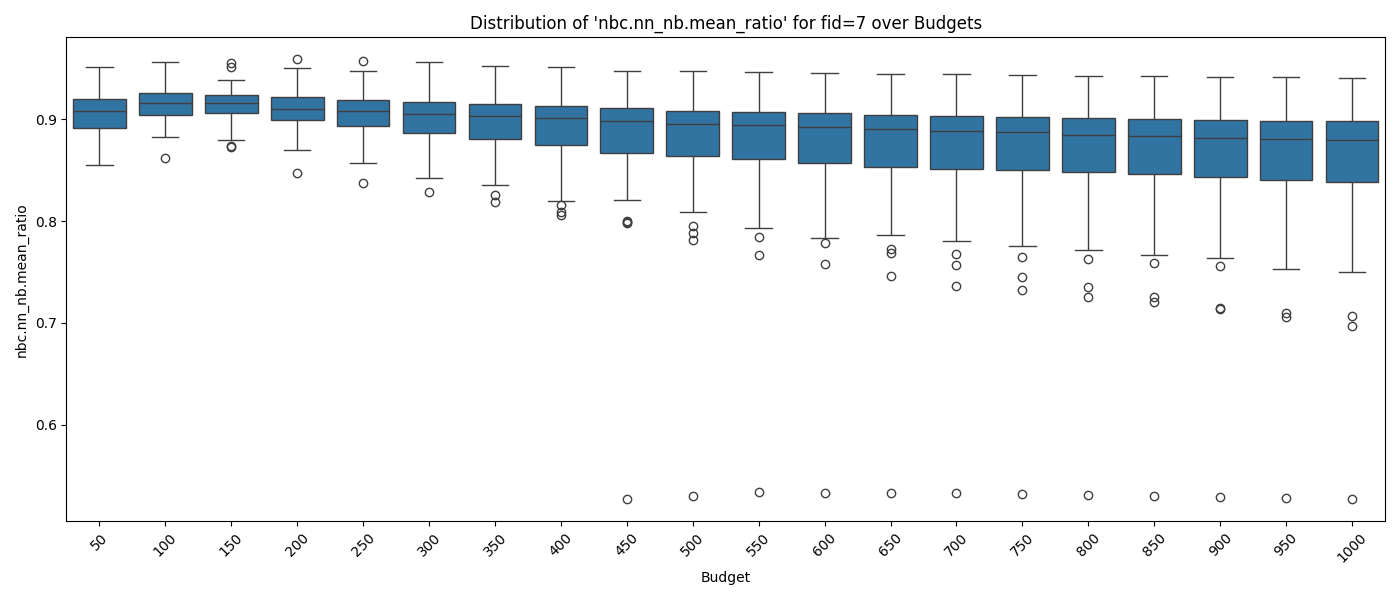 Distribution of 'nbc.nn_nb.mean_ratio' for fid=7 over Budgets
nbc.nn_nb.mean_ratio
0.9
0.8
0.7
0.6
50 100 150 200 250 300 350 400 450 500 550 600 650 700 750 800 850 900 950 1000
Budget